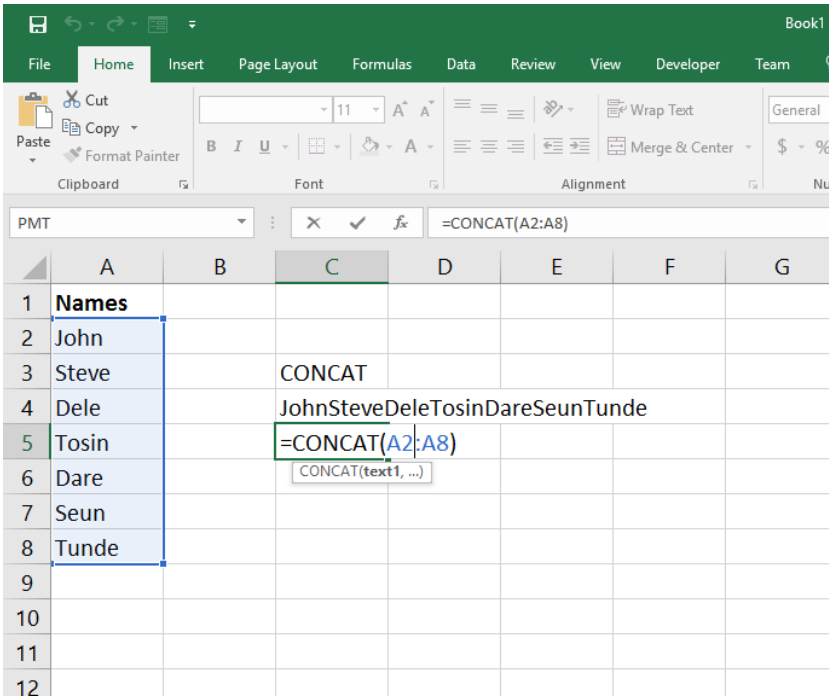 Book1
File Home Insert Page Layout Formulas Data Review View Developer Team
Cut
Copy
Paste
Format Painter
11 A A
B I U A
Wrap Text
Merge & Center
General
$ %
Clipboard Font Alignment Nu
PMT fx =CONCAT(A2:A8)
A B C D E F G
1 Names
2 John
3 Steve CONCAT
4 Dele JohnSteveDeleTosinDareSeunTunde
5 Tosin =CONCAT(A2:A8)
CONCAT(text1, ...)
6 Dare
7 Seun
8 Tunde
9
10
11
12